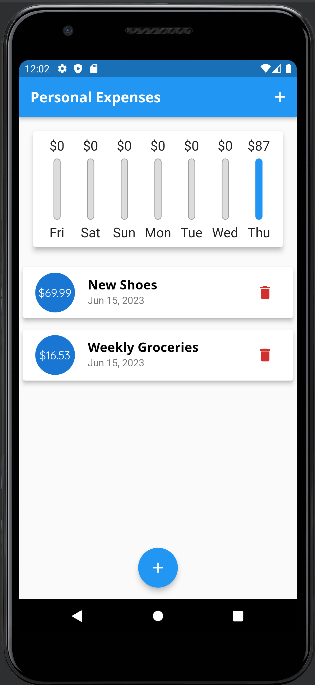 12:02
Personal Expenses
$0 $0 $0 $0 $0 $0 $87
Fri Sat Sun Mon Tue Wed Thu
$69.99
New Shoes
Jun 15, 2023
$16.53
Weekly Groceries
Jun 15, 2023